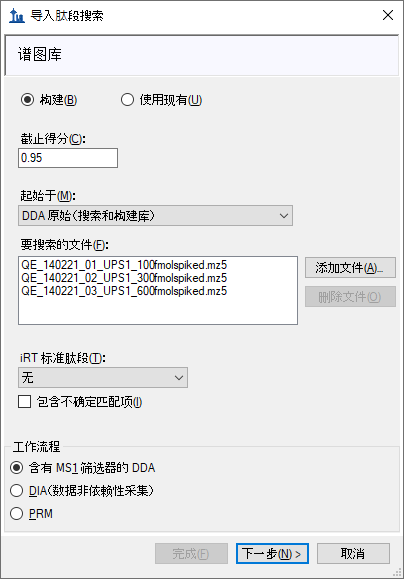 导入肽段搜索
谱图库
构建(B)
使用现有(U)
截止得分(C):
0.95
起始于(M):
DDA 原始(搜索和构建库)
要搜索的文件(F):
QE_140221_01_UPS1_100fmolspiked.mz5
QE_140221_02_UPS1_300fmolspiked.mz5
QE_140221_03_UPS1_600fmolspiked.mz5
添加文件(A)...
删除文件(O)
iRT 标准肽段(T):
无
包含不确定匹配项(I)
工作流程
含有 MS1 筛选器的 DDA
DIA(数据非依赖性采集)
PRM
完成(F)
下一步(N) >
取消